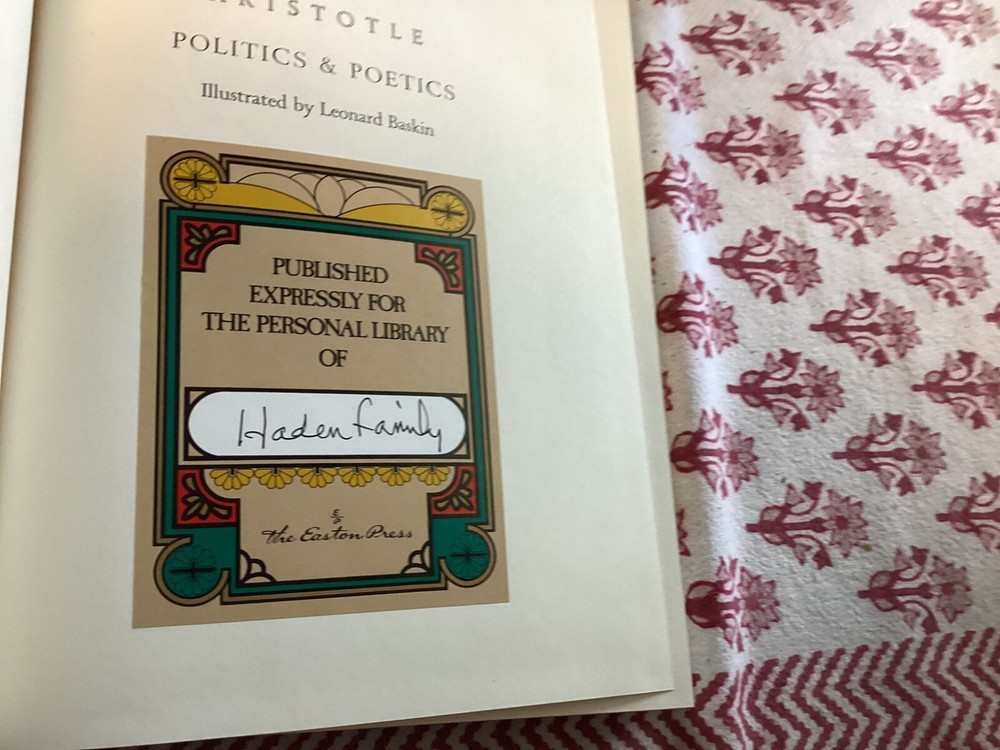 ARISTOTLE
POLITICS & POETICS
Illustrated by Leonard Baskin
PUBLISHED
EXPRESSLY FOR
THE PERSONAL LIBRARY
OF
Haden Family
E/P
The Easton Press